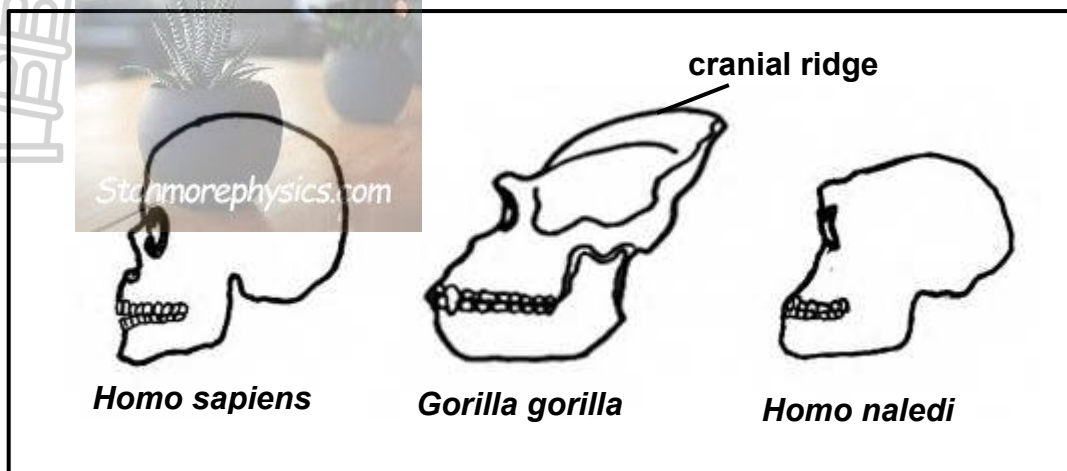 cranial ridge
Stanmorephysics.com
Homo sapiens
Gorilla gorilla
Homo naledi